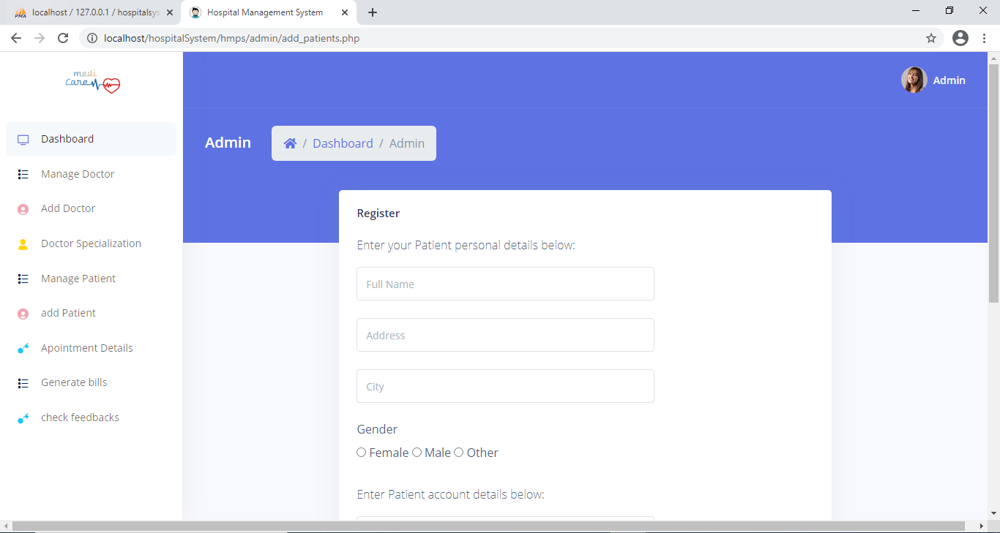 localhost / 127.0.0.1 / hospitalsys
Hospital Management System
localhost/hospitalSystem/hmps/admin/add_patients.php
medi
care
Admin
Dashboard
Admin
/ Dashboard / Admin
Manage Doctor
Add Doctor
Doctor Specialization
Manage Patient
add Patient
Apointment Details
Generate bills
check feedbacks
Register
Enter your Patient personal details below:
Full Name
Address
City
Gender
Female Male Other
Enter Patient account details below: